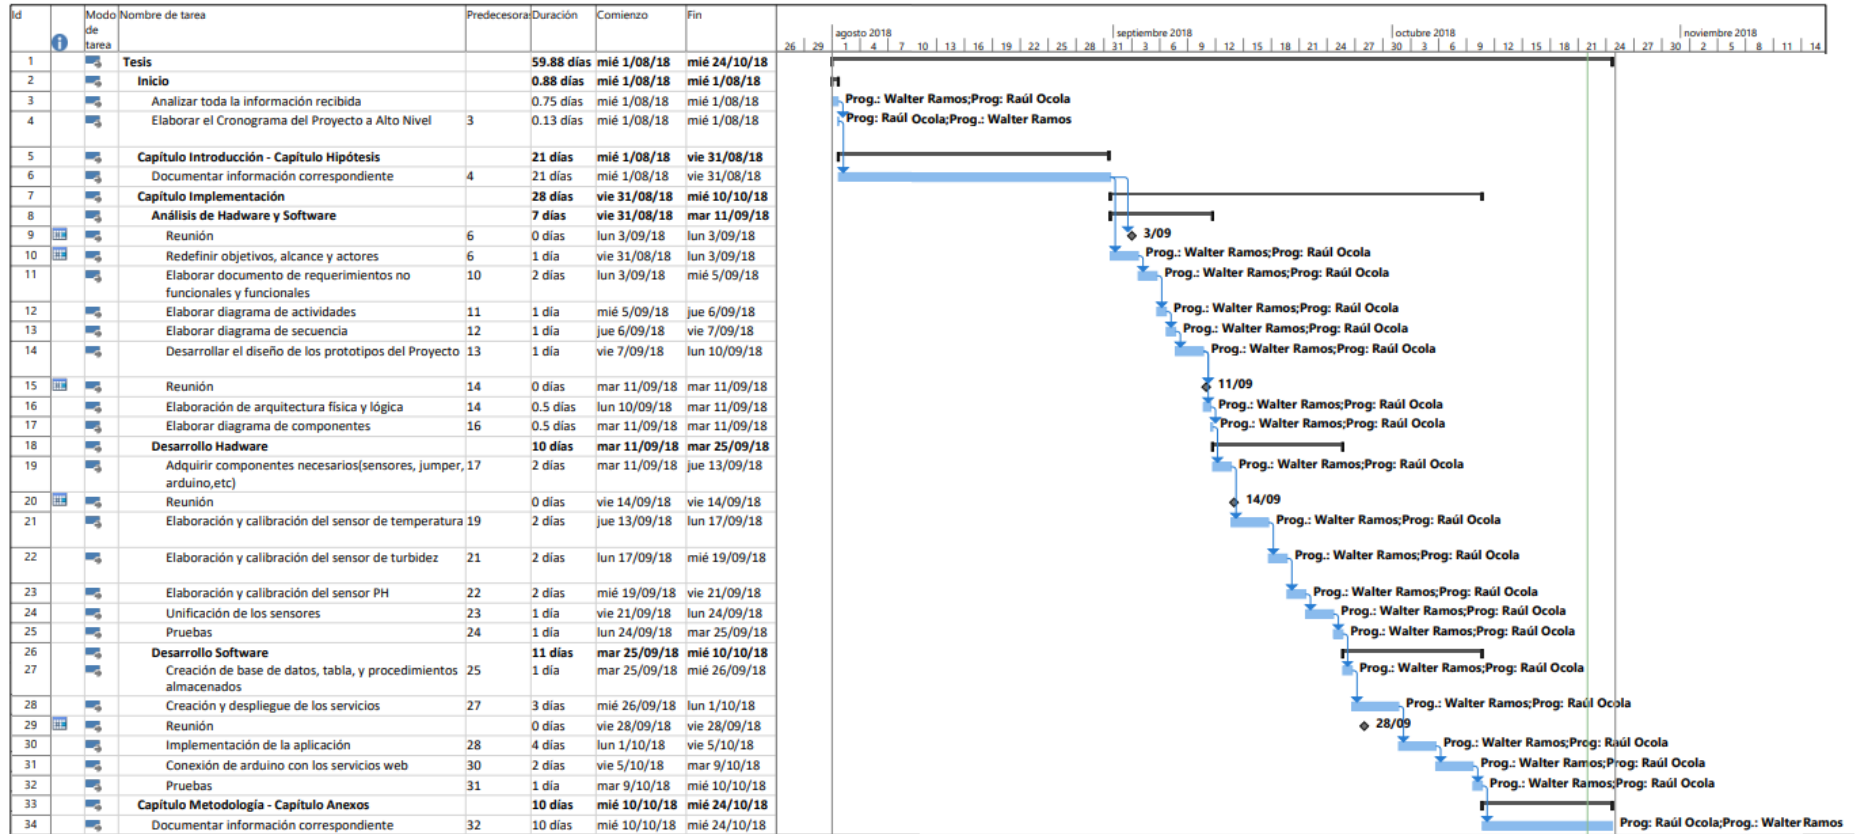 Id Modo de tarea Nombre de tarea Predecesoras Duración Comienzo Fin
agosto 2018 septiembre 2018 octubre 2018 noviembre 2018
26 29 1 4 7 10 13 16 19 22 25 28 31 3 6 9 12 15 18 21 24 27 30 3 6 9 12 15 18 21 24 27 30 2 5 8 11 14
1 Tesis 59.88 días mié 1/08/18 mié 24/10/18
2 Inicio 0.88 días mié 1/08/18 mié 1/08/18
3 Analizar toda la información recibida 0.75 días mié 1/08/18 mié 1/08/18 Prog.: Walter Ramos;Prog: Raúl Ocola
4 Elaborar el Cronograma del Proyecto a Alto Nivel 3 0.13 días mié 1/08/18 mié 1/08/18 Prog: Raúl Ocola;Prog.: Walter Ramos
5 Capítulo Introducción - Capítulo Hipótesis 21 días mié 1/08/18 vie 31/08/18
6 Documentar información correspondiente 4 21 días mié 1/08/18 vie 31/08/18
7 Capítulo Implementación 28 días vie 31/08/18 mié 10/10/18
8 Análisis de Hadware y Software 7 días vie 31/08/18 mar 11/09/18
9 Reunión 6 0 días lun 3/09/18 lun 3/09/18 3/09
10 Redefinir objetivos, alcance y actores 6 1 día vie 31/08/18 lun 3/09/18 Prog.: Walter Ramos;Prog: Raúl Ocola
11 Elaborar documento de requerimientos no 10 2 días lun 3/09/18 mié 5/09/18 Prog.: Walter Ramos;Prog: Raúl Ocola
funcionales y funcionales
12 Elaborar diagrama de actividades 11 1 día mié 5/09/18 jue 6/09/18 Prog.: Walter Ramos;Prog: Raúl Ocola
13 Elaborar diagrama de secuencia 12 1 día jue 6/09/18 vie 7/09/18 Prog.: Walter Ramos;Prog: Raúl Ocola
14 Desarrollar el diseño de los prototipos del Proyecto 13 1 día vie 7/09/18 lun 10/09/18 Prog.: Walter Ramos;Prog: Raúl Ocola
15 Reunión 14 0 días mar 11/09/18 mar 11/09/18 11/09
16 Elaboración de arquitectura física y lógica 14 0.5 días lun 10/09/18 mar 11/09/18 Prog.: Walter Ramos;Prog: Raúl Ocola
17 Elaborar diagrama de componentes 16 0.5 días mar 11/09/18 mar 11/09/18 Prog.: Walter Ramos;Prog: Raúl Ocola
18 Desarrollo Hadware 10 días mar 11/09/18 mar 25/09/18
19 Adquirir componentes necesarios(sensores, jumper, 17 2 días mar 11/09/18 jue 13/09/18 Prog.: Walter Ramos;Prog: Raúl Ocola
arduino,etc)
20 Reunión 0 días vie 14/09/18 vie 14/09/18 14/09
21 Elaboración y calibración del sensor de temperatura 19 2 días jue 13/09/18 lun 17/09/18 Prog.: Walter Ramos;Prog: Raúl Ocola
22 Elaboración y calibración del sensor de turbidez 21 2 días lun 17/09/18 mié 19/09/18 Prog.: Walter Ramos;Prog: Raúl Ocola
23 Elaboración y calibración del sensor PH 22 2 días mié 19/09/18 vie 21/09/18 Prog.: Walter Ramos;Prog: Raúl Ocola
24 Unificación de los sensores 23 1 día vie 21/09/18 lun 24/09/18 Prog.: Walter Ramos;Prog: Raúl Ocola
25 Pruebas 24 1 día lun 24/09/18 mar 25/09/18 Prog.: Walter Ramos;Prog: Raúl Ocola
26 Desarrollo Software 11 días mar 25/09/18 mié 10/10/18
27 Creación de base de datos, tabla, y procedimientos 25 1 día mar 25/09/18 mié 26/09/18 Prog.: Walter Ramos;Prog: Raúl Ocola
almacenados
28 Creación y despliegue de los servicios 27 3 días mié 26/09/18 lun 1/10/18 Prog.: Walter Ramos;Prog: Raúl Ocola
29 Reunión 0 días vie 28/09/18 vie 28/09/18 28/09
30 Implementación de la aplicación 28 4 días lun 1/10/18 vie 5/10/18 Prog.: Walter Ramos;Prog: Raúl Ocola
31 Conexión de arduino con los servicios web 30 2 días vie 5/10/18 mar 9/10/18 Prog.: Walter Ramos;Prog: Raúl Ocola
32 Pruebas 31 1 día mar 9/10/18 mié 10/10/18 Prog.: Walter Ramos;Prog: Raúl Ocola
33 Capítulo Metodología - Capítulo Anexos 10 días mié 10/10/18 mié 24/10/18
34 Documentar información correspondiente 32 10 días mié 10/10/18 mié 24/10/18 Prog: Raúl Ocola;Prog.: Walter Ramos